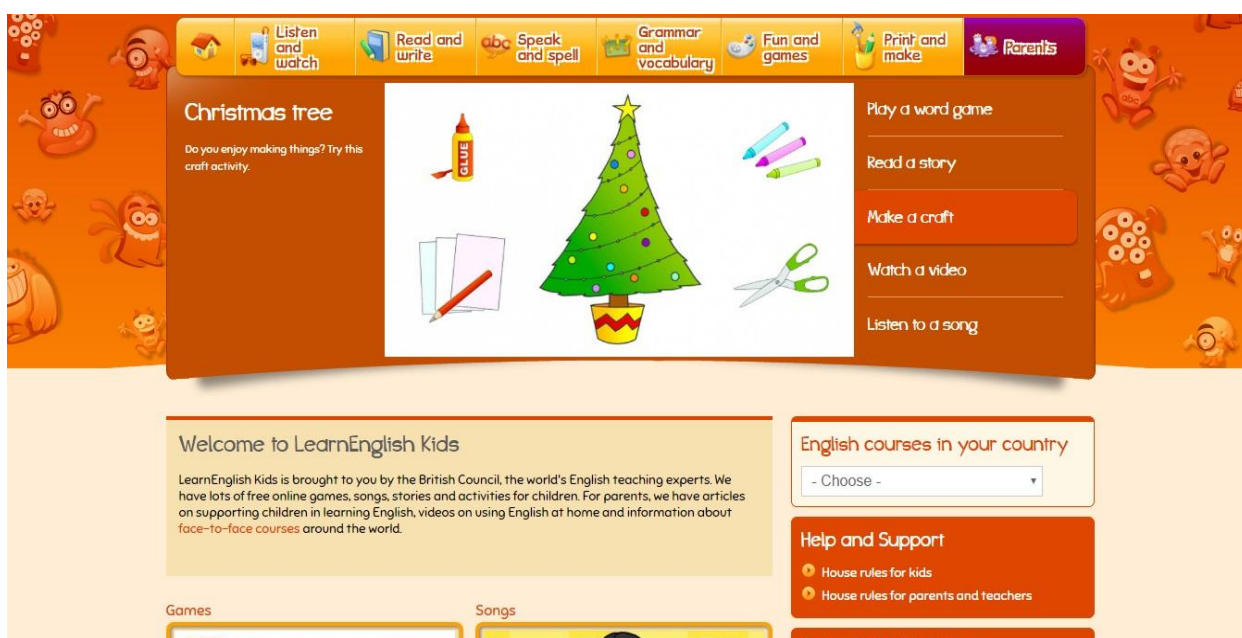 Listen
and
watch
Read and
write
abc
Speak
and spell
Grammar
and
vocabulary
Fun and
games
Print and
make
Parents
Christmas tree
Do you enjoy making things? Try this
craft activity.
GLUE
Play a word game
Read a story
Make a craft
Watch a video
Listen to a song
abc
Welcome to LearnEnglish Kids
LearnEnglish Kids is brought to you by the British Council, the world's English teaching experts. We
have lots of free online games, songs, stories and activities for children. For parents, we have articles
on supporting children in learning English, videos on using English at home and information about
face-to-face courses around the world.
English courses in your country
- Choose -
Help and Support
House rules for kids
House rules for parents and teachers
Games
Songs